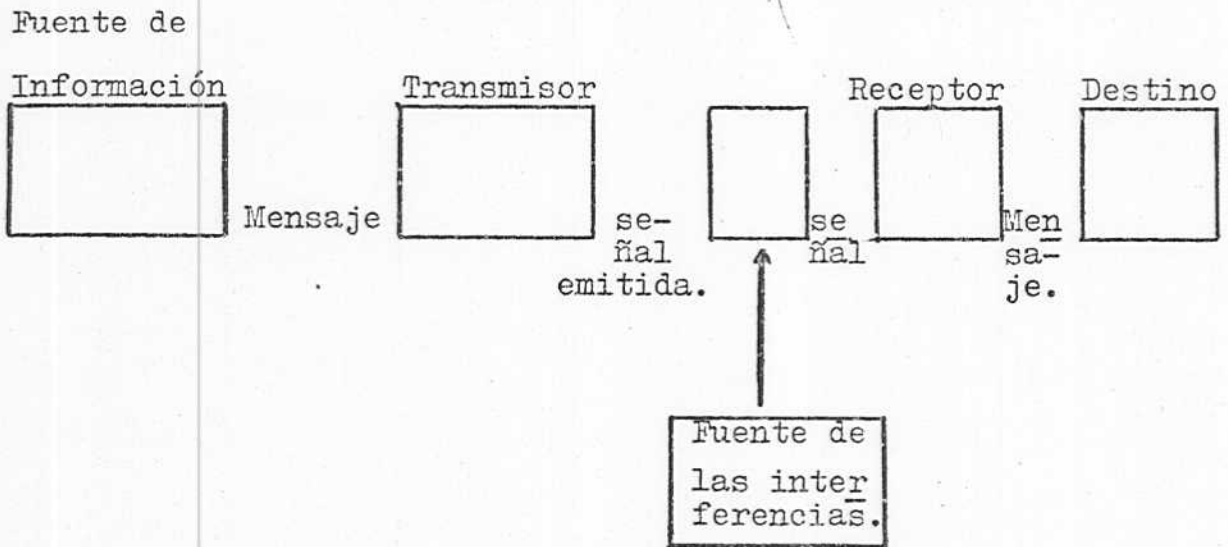 Fuente de
Información
Transmisor
Receptor
Destino
Mensaje
se-
ñal
emitida.
se
ñal
Men
sa-
je.
Fuente de
las inter
ferencias.